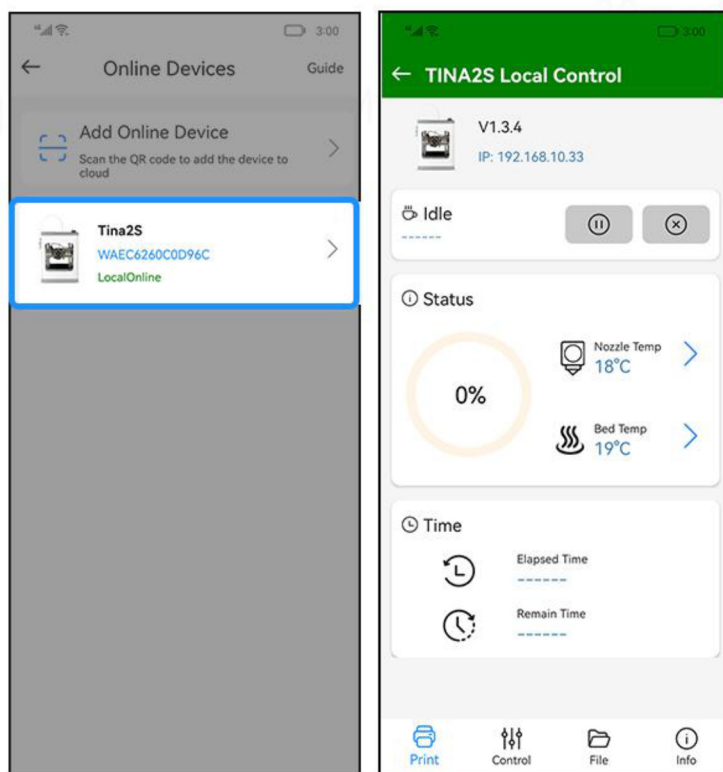 3:00
Online Devices
Guide
Add Online Device
Scan the QR code to add the device to
cloud
Tina2S
WAEC6260C0D96C
LocalOnline
3:00
TINA2S Local Control
V1.3.4
IP: 192.168.10.33
Idle
------
Status
0%
Nozzle Temp
18°C
Bed Temp
19°C
Time
Elapsed Time
------
Remain Time
------
Print
Control
File
Info